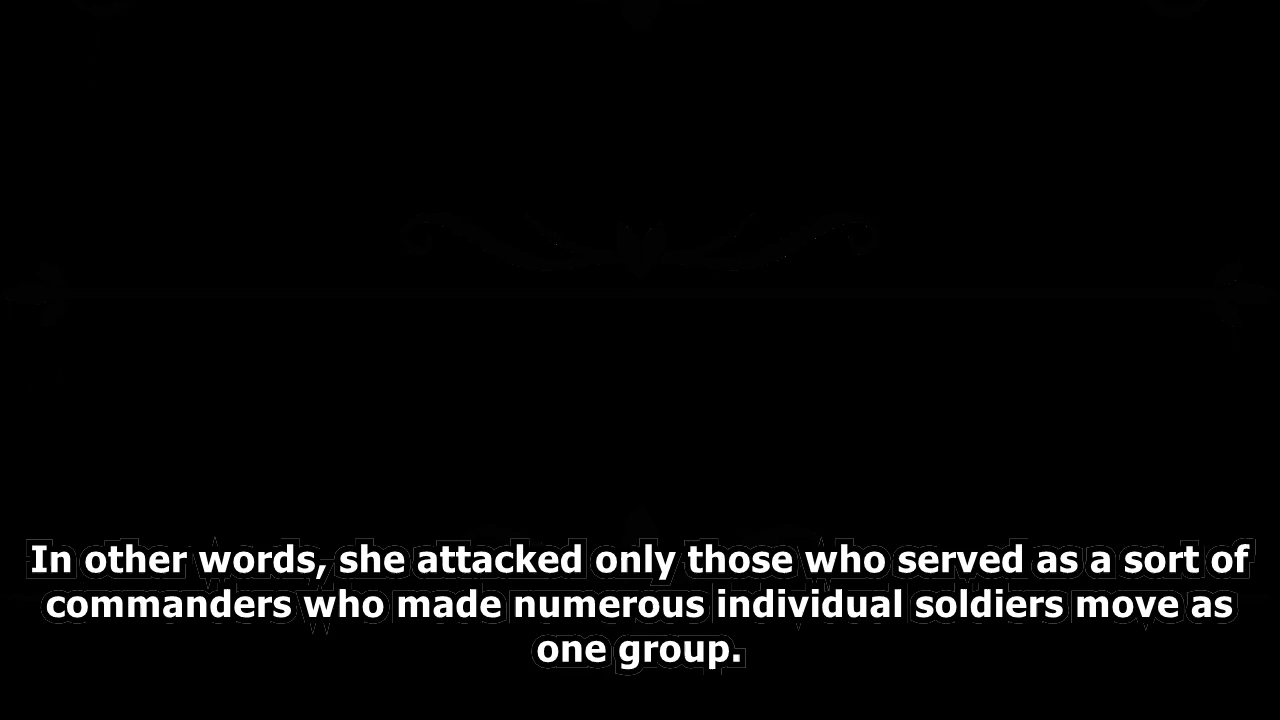 In other words, she attacked only those who served as a sort of
commanders who made numerous individual soldiers move as
one group.